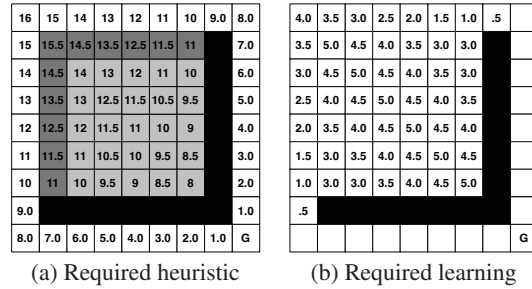 16 15 14 13 12 11 10 9.0 8.0
15 15.5 14.5 13.5 12.5 11.5 11 7.0
14 14.5 14 13 12 11 10 6.0
13 13.5 13 12.5 11.5 10.5 9.5 5.0
12 12.5 12 11.5 11 10 9 4.0
11 11.5 11 10.5 10 9.5 8.5 3.0
10 11 10 9.5 9 8.5 8 2.0
9.0 1.0
8.0 7.0 6.0 5.0 4.0 3.0 2.0 1.0 G
(a) Required heuristic
4.0 3.5 3.0 2.5 2.0 1.5 1.0 .5
3.5 5.0 4.5 4.0 3.5 3.0 3.0
3.0 4.5 5.0 4.5 4.0 3.5 3.5
2.5 4.0 4.5 5.0 4.5 4.0 4.0
2.0 3.5 4.0 4.5 5.0 4.5 4.0
1.5 3.0 3.5 4.0 4.5 5.0 4.5
1.0 3.0 3.5 4.0 4.5 4.5 5.0
.5
G
(b) Required learning